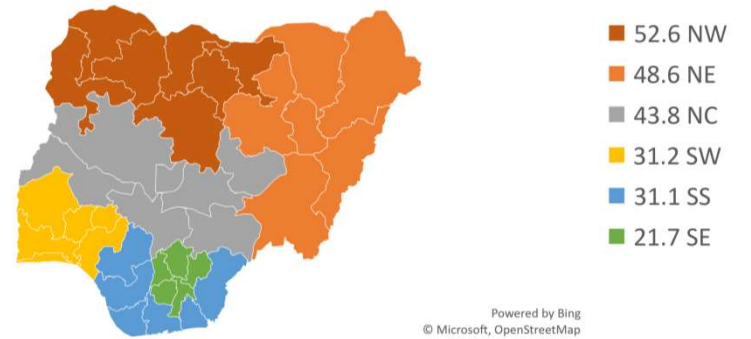 52.6 NW
48.6 NE
43.8 NC
31.2 SW
31.1 SS
21.7 SE
Powered by Bing
© Microsoft, OpenStreetMap